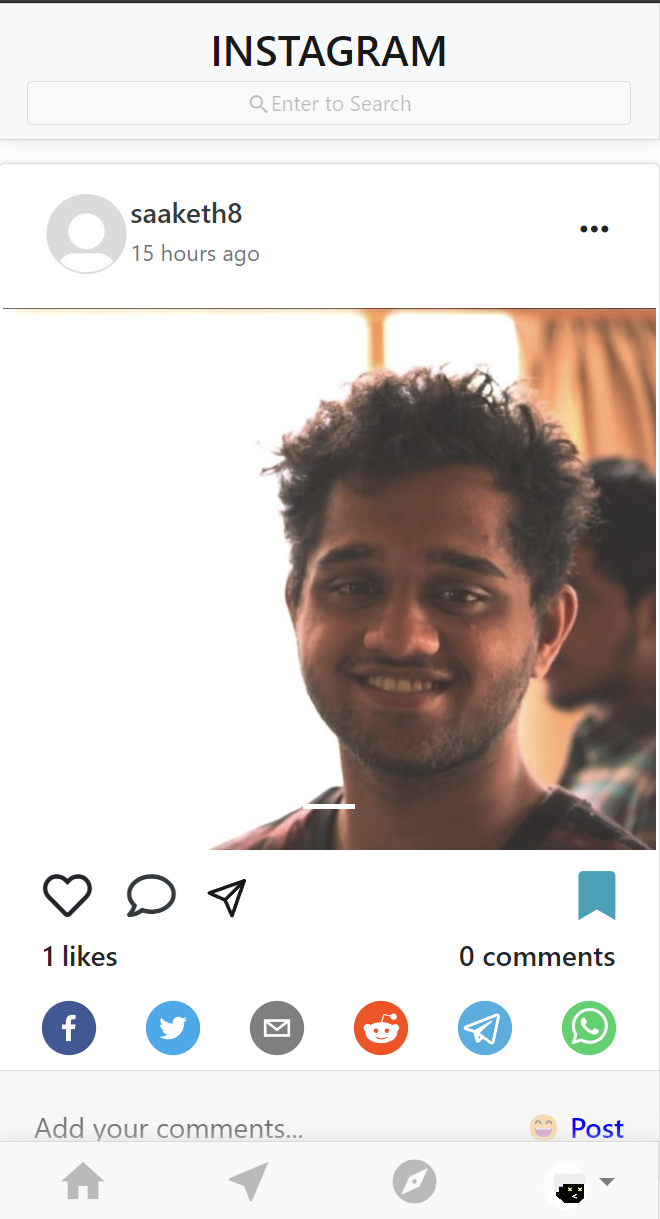 INSTAGRAM
Enter to Search
saaketh8
15 hours ago
1 likes
0 comments
Add your comments...
Post